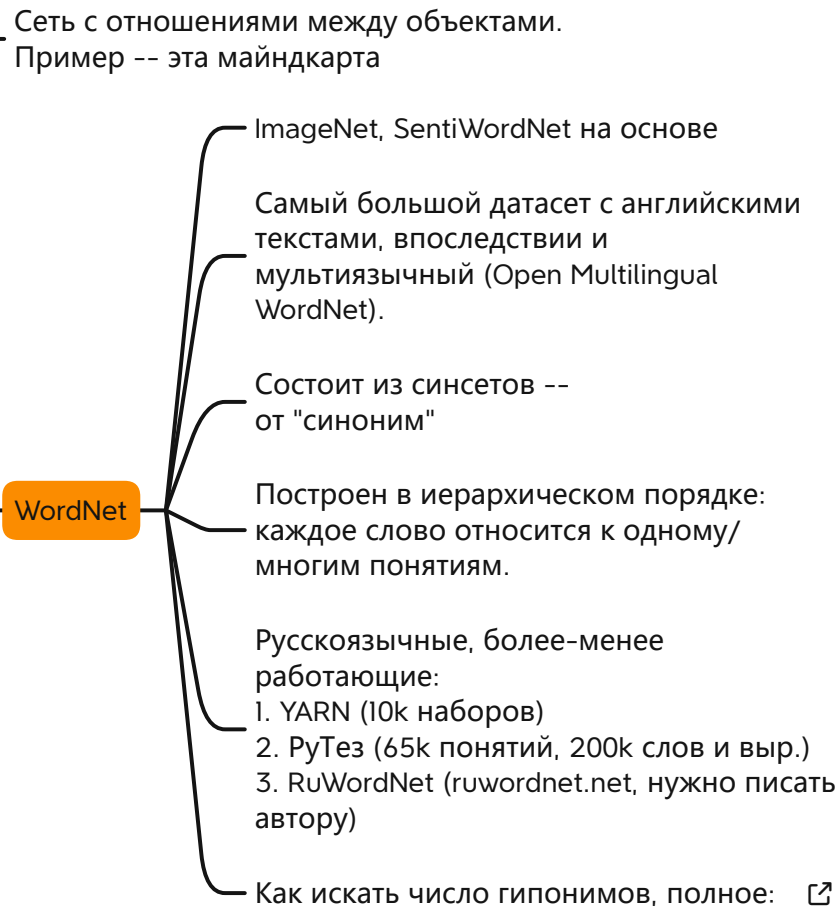 Сеть с отношениями между объектами.
Пример -- эта майндкарта
ImageNet, SentiWordNet на основе
Самый большой датасет с английскими
текстами, впоследствии и
мультиязычный (Open Multilingual
WordNet).
Состоит из синсетов --
от "синоним"
WordNet
Построен в иерархическом порядке:
каждое слово относится к одному/
многим понятиям.
Русскоязычные, более-менее
работающие:
1. YARN (10k наборов)
2. РуТез (65k понятий, 200k слов и выр.)
3. RuWordNet (ruwordnet.net, нужно писать
автору)
Как искать число гипонимов, полное: